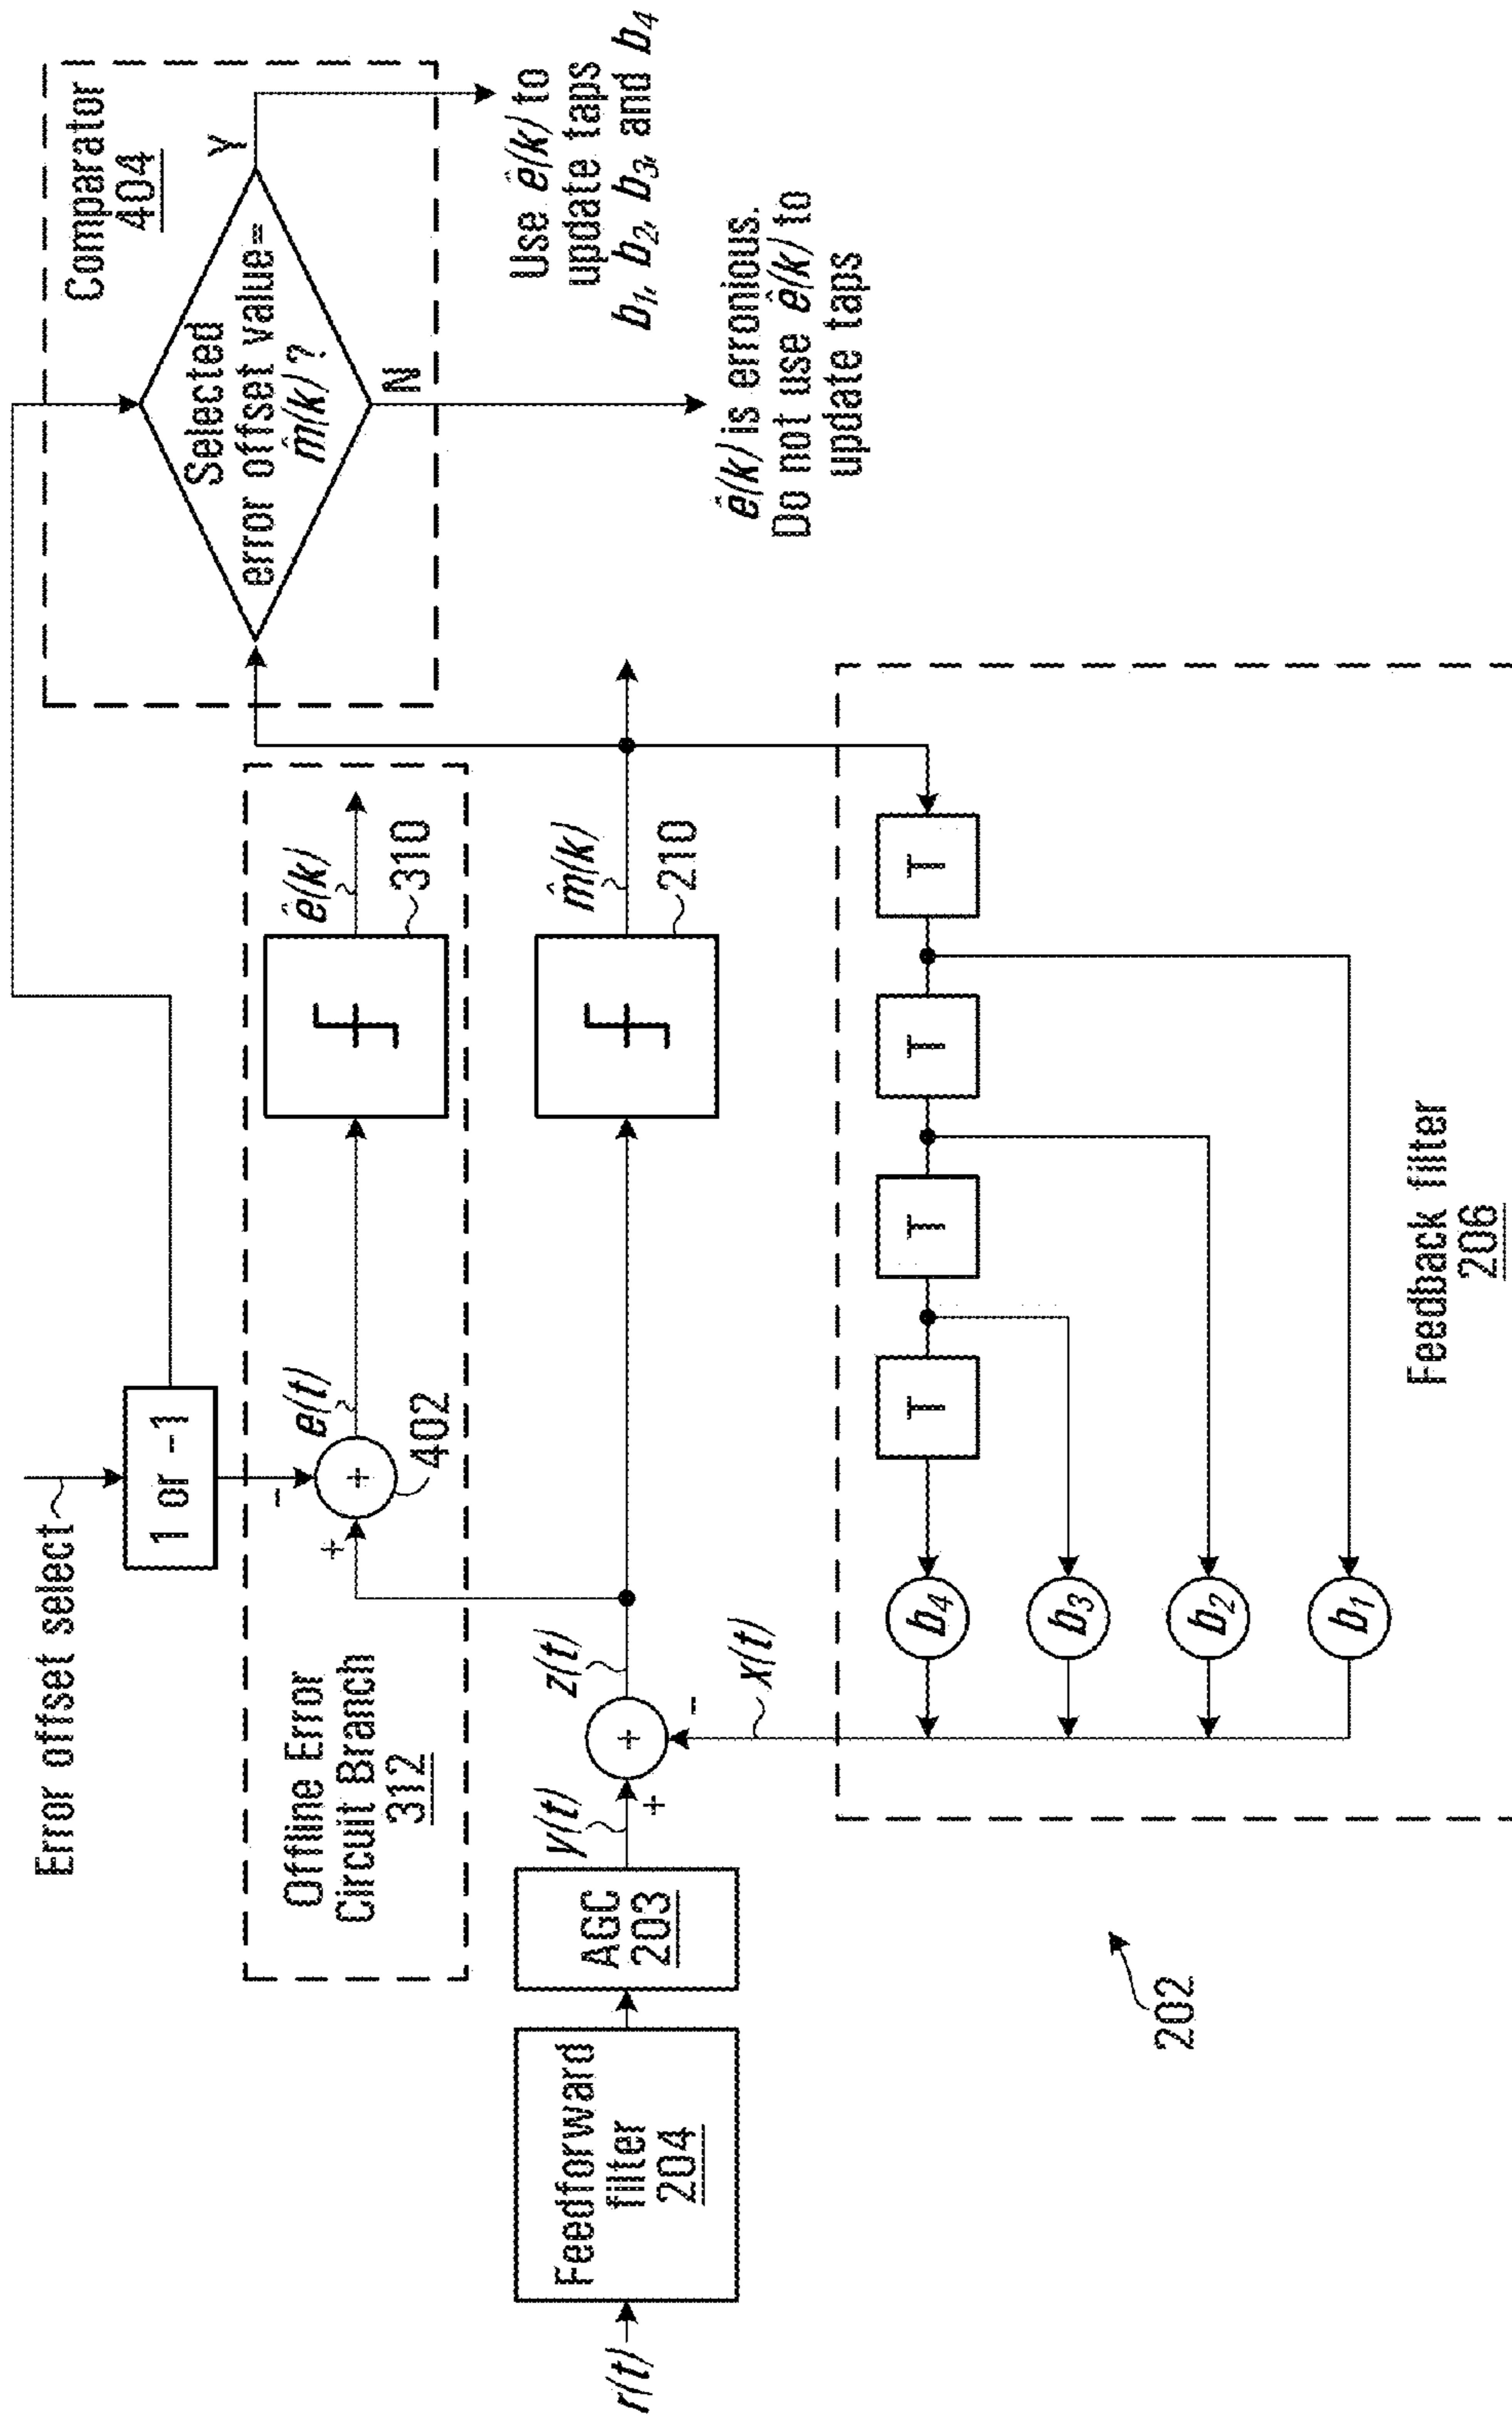 Error offset select
1 or -1
Comparator
404
Selected
error offset value=
m̂(k) ?
Y
N
Use ê(k) to
update taps
b1, b2, b3, and b4
ê(k) is erronious.
Do not use ê(k) to
update taps
Offline Error
Circuit Branch
312
-
+
+
402
e(t)
ê(k)
310
r(t)
Feedforward
filter
204
AGC
203
y(t)
+
+
-
z(t)
x(t)
m̂(k)
210
T
T
T
T
b4
b3
b2
b1
Feedback filter
206
202